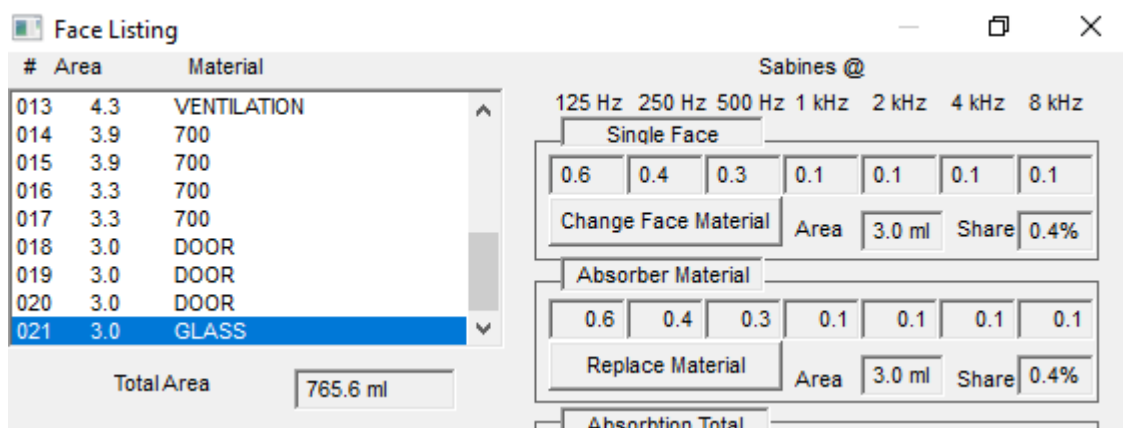 Face Listing
# Area Material
013 4.3 VENTILATION
014 3.9 700
015 3.9 700
016 3.3 700
017 3.3 700
018 3.0 DOOR
019 3.0 DOOR
020 3.0 DOOR
021 3.0 GLASS
Total Area 765.6 ml
Sabines @
125 Hz 250 Hz 500 Hz 1 kHz 2 kHz 4 kHz 8 kHz
Single Face
0.6 0.4 0.3 0.1 0.1 0.1 0.1
Change Face Material Area 3.0 ml Share 0.4%
Absorber Material
0.6 0.4 0.3 0.1 0.1 0.1 0.1
Replace Material Area 3.0 ml Share 0.4%
Absorbtion Total